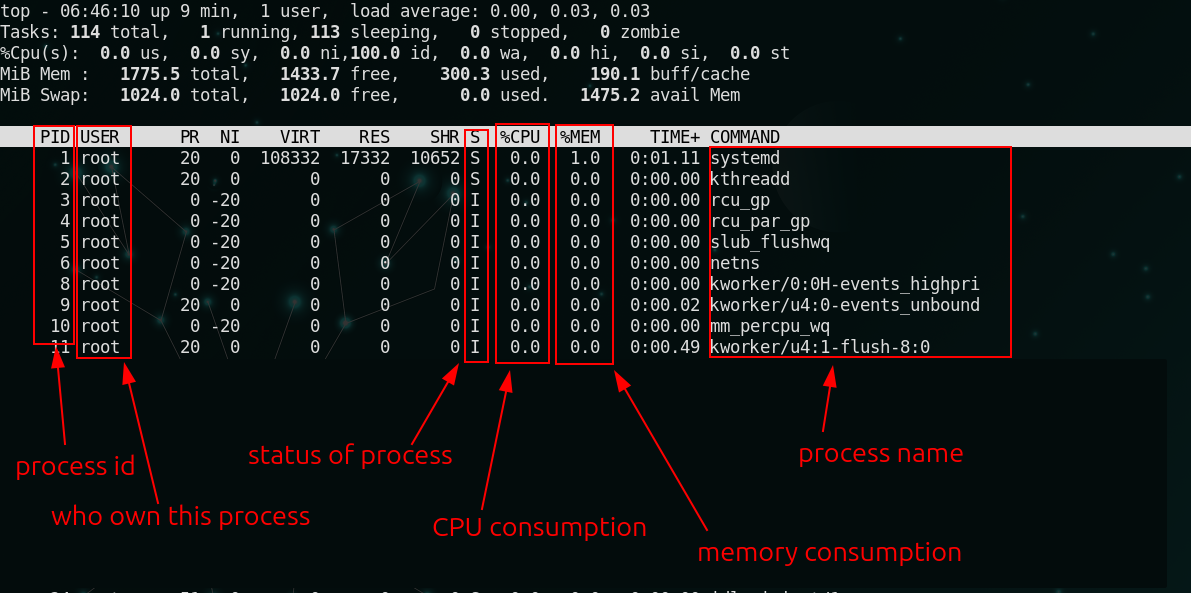 top - 06:46:10 up 9 min,  1 user,  load average: 0.00, 0.03, 0.03
Tasks: 114 total,   1 running, 113 sleeping,   0 stopped,   0 zombie
%Cpu(s):  0.0 us,  0.0 sy,  0.0 ni,100.0 id,  0.0 wa,  0.0 hi,  0.0 si,  0.0 st
MiB Mem :   1775.5 total,   1433.7 free,    300.3 used,    190.1 buff/cache
MiB Swap:   1024.0 total,   1024.0 free,      0.0 used.   1475.2 avail Mem
PID USER      PR  NI    VIRT    RES    SHR S  %CPU  %MEM     TIME+ COMMAND
1 root      20   0  108332  17332  10652 S   0.0   1.0   0:01.11 systemd
2 root      20   0       0      0      0 S   0.0   0.0   0:00.00 kthreadd
3 root       0 -20       0      0      0 I   0.0   0.0   0:00.00 rcu_gp
4 root       0 -20       0      0      0 I   0.0   0.0   0:00.00 rcu_par_gp
5 root       0 -20       0      0      0 I   0.0   0.0   0:00.00 slub_flushwq
6 root       0 -20       0      0      0 I   0.0   0.0   0:00.00 netns
8 root       0 -20       0      0      0 I   0.0   0.0   0:00.00 kworker/0:0H-events_highpri
9 root      20   0       0      0      0 I   0.0   0.0   0:00.02 kworker/u4:0-events_unbound
10 root       0 -20       0      0      0 I   0.0   0.0   0:00.00 mm_percpu_wq
11 root      20   0       0      0      0 I   0.0   0.0   0:00.49 kworker/u4:1-flush-8:0
process id
status of process
process name
who own this process
CPU consumption
memory consumption